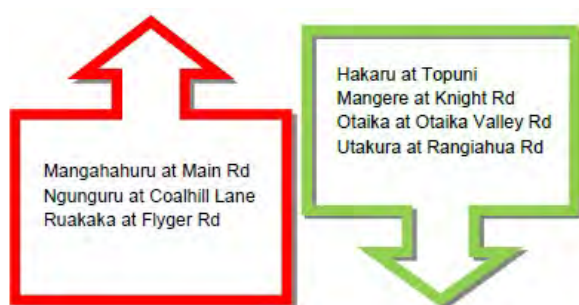 Mangahahuru at Main Rd
Ngunguru at Coalhill Lane
Ruakaka at Flyger Rd
Hakaru at Topuni
Mangere at Knight Rd
Otaika at Otaika Valley Rd
Utakura at Rangiahua Rd